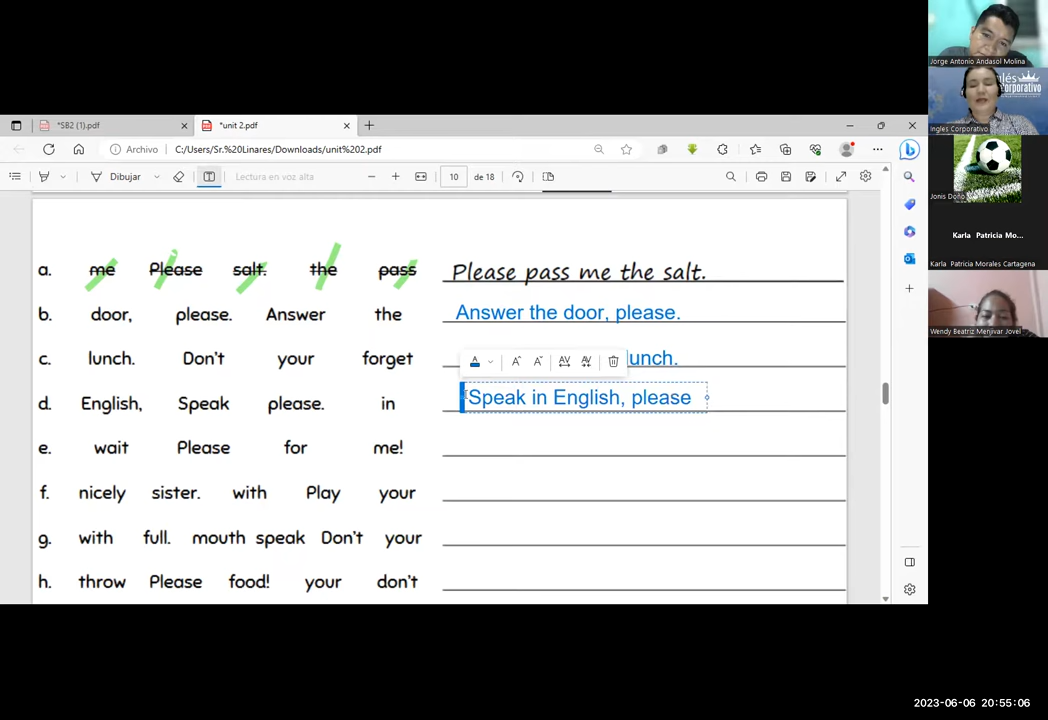 *SB2 (1).pdf
*unit 2.pdf
Archivo
C:/Users/Sr.%20Linares/Downloads/unit%202.pdf
Dibujar
Lectura en voz alta
10 de 18
a. me Please salt. the pass Please pass me the salt.
b. door, please. Answer the Answer the door, please.
c. lunch. Don't your forget lunch.
d. English, Speak please. in Speak in English, please
e. wait Please for me!
f. nicely sister. with Play your
g. with full. mouth speak Don't your
h. throw Please food! your don't
Jorge Antonio Andasol Molina
Inglés Corporativo
Jonis Doño
Karla Patricia Mo...
Karla Patricia Morales Cartagena
Wendy Beatriz Menjivar Jovel
2023-06-06 20:55:06